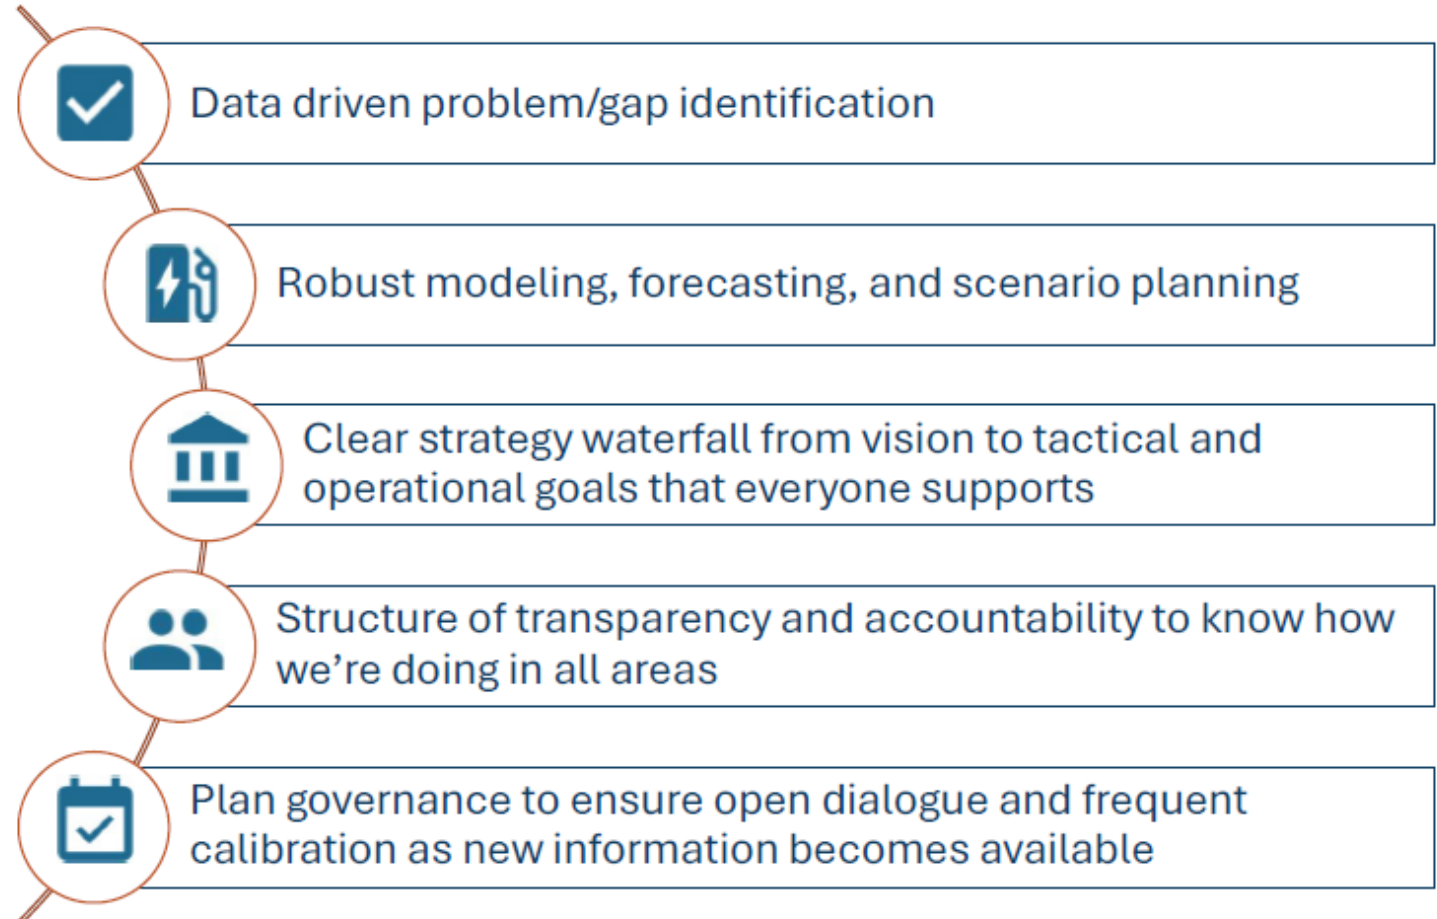 Data driven problem/gap identification
Robust modeling, forecasting, and scenario planning
Clear strategy waterfall from vision to tactical and
operational goals that everyone supports
Structure of transparency and accountability to know how
we’re doing in all areas
Plan governance to ensure open dialogue and frequent
calibration as new information becomes available